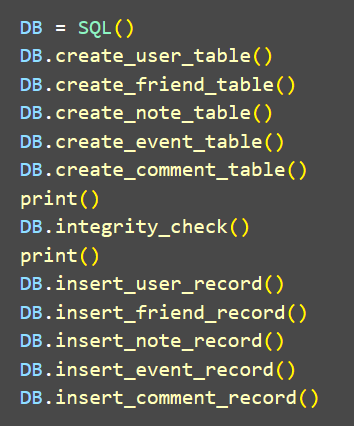 DB = SQL()
DB.create_user_table()
DB.create_friend_table()
DB.create_note_table()
DB.create_event_table()
DB.create_comment_table()
print()
DB.integrity_check()
print()
DB.insert_user_record()
DB.insert_friend_record()
DB.insert_note_record()
DB.insert_event_record()
DB.insert_comment_record()